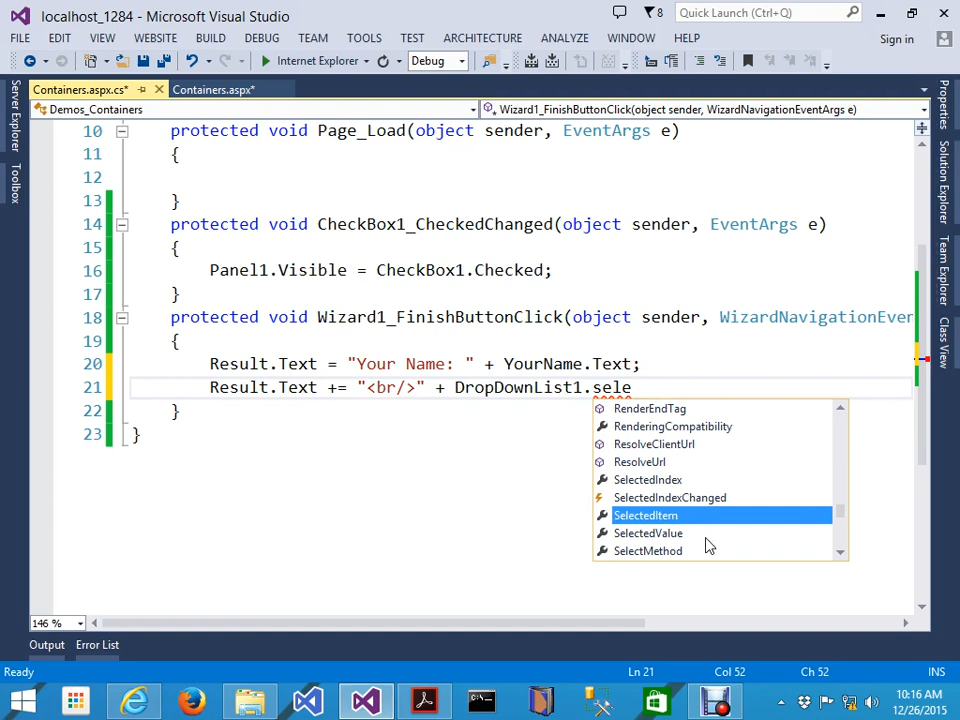 localhost_1284 - Microsoft Visual Studio
8
Quick Launch (Ctrl+Q)
FILE EDIT VIEW WEBSITE BUILD DEBUG TEAM TOOLS TEST ARCHITECTURE ANALYZE WINDOW HELP
Sign in
Internet Explorer
Debug
Containers.aspx.cs*
Containers.aspx*
Demos_Containers
Wizard1_FinishButtonClick(object sender, WizardNavigationEventArgs e)
Server Explorer
Toolbox
Properties
Solution Explorer
Team Explorer
Class View
10 protected void Page_Load(object sender, EventArgs e)
11 {
12
13 }
14 protected void CheckBox1_CheckedChanged(object sender, EventArgs e)
15 {
16 Panel1.Visible = CheckBox1.Checked;
17 }
18 protected void Wizard1_FinishButtonClick(object sender, WizardNavigationEven
19 {
20 Result.Text = "Your Name: " + YourName.Text;
21 Result.Text += "<br/>" + DropDownList1.sele
22 }
23 }
RenderEndTag
RenderingCompatibility
ResolveClientUrl
ResolveUrl
SelectedIndex
SelectedIndexChanged
SelectedItem
SelectedValue
SelectMethod
146 %
Output Error List
Ready
Ln 21
Col 52
Ch 52
INS
10:16 AM
12/26/2015